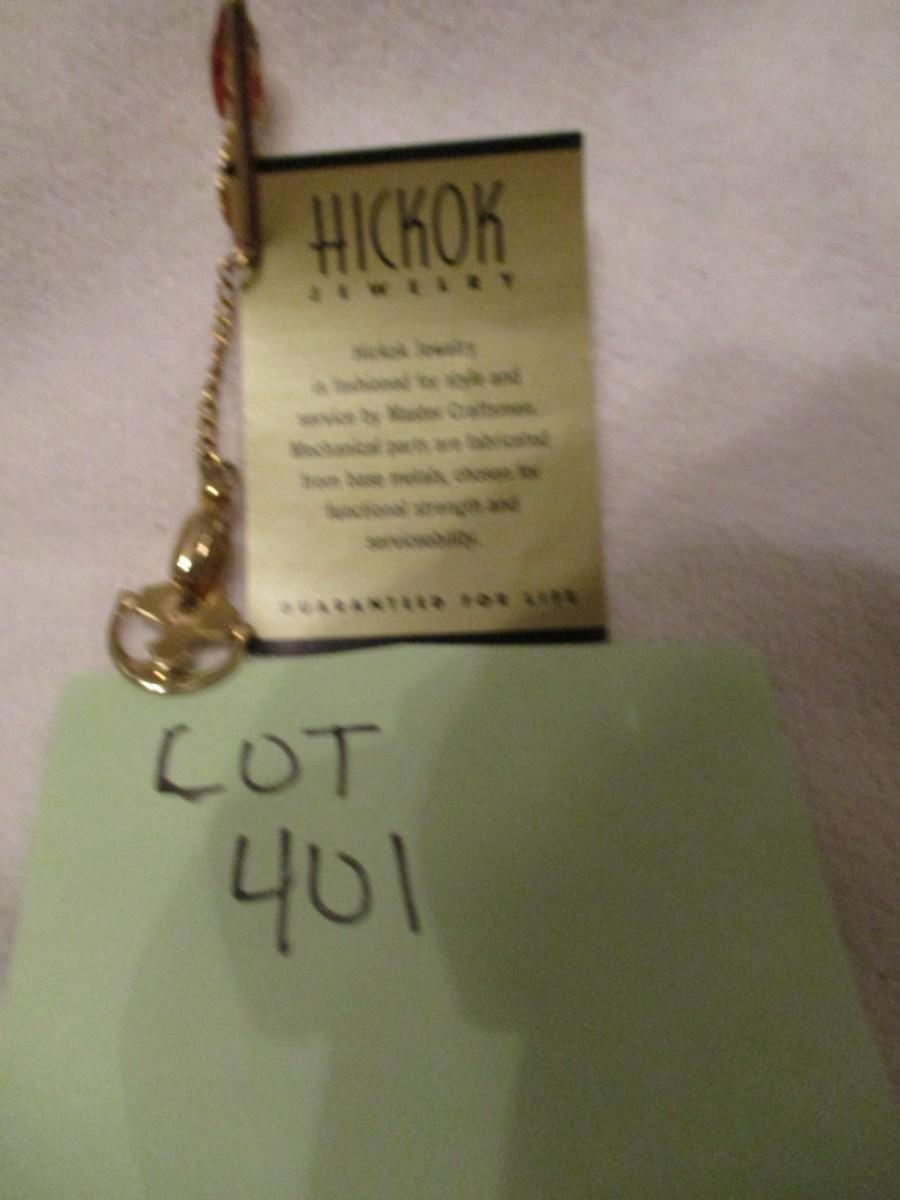 HICKOK
JEWELRY
Hickok Jewelry
is fashioned for style and
service by Master Craftsmen.
Mechanical parts are fabricated
from base metals, chosen for
functional strength and
serviceability.
GUARANTEED FOR LIFE
LOT
401